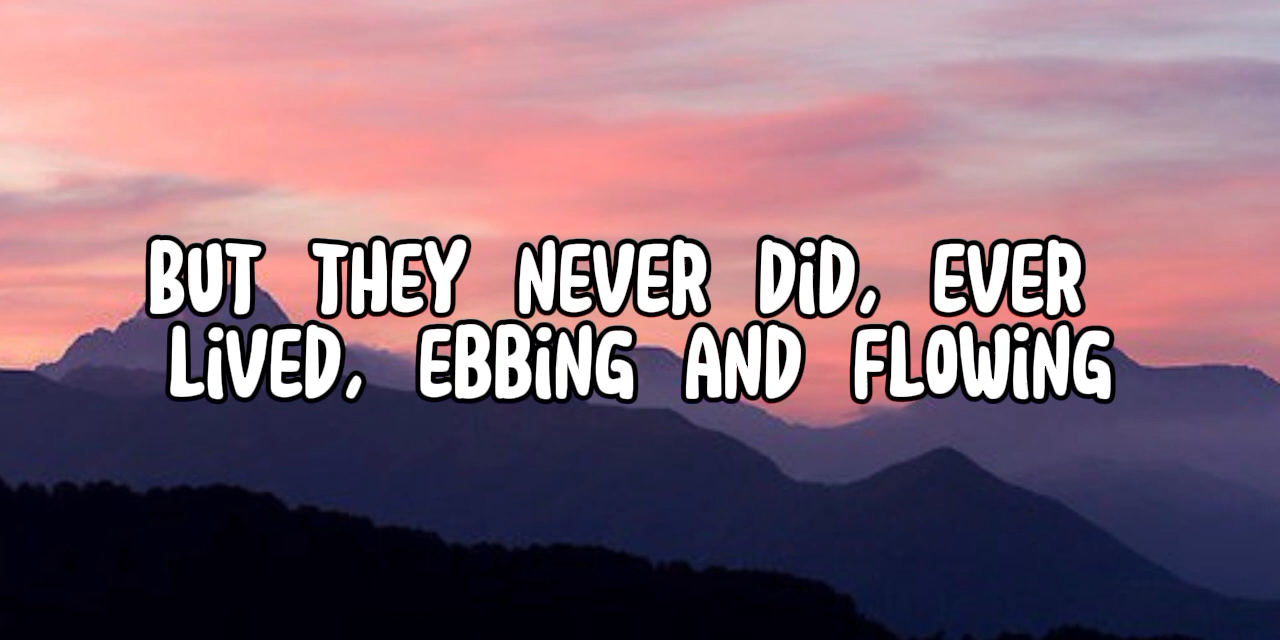 BUT THEY NEVER DiD, EVER
LiVED, EBBiNG AND FLOWiNG